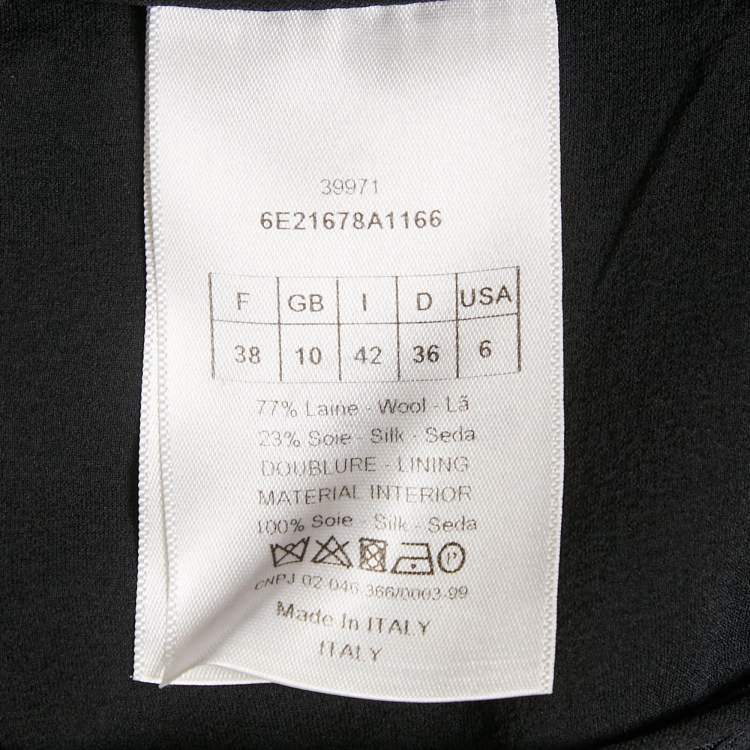 39971
6E21678A1166
F GB I D USA
38 10 42 36 6
77% Laine - Wool - Lã
23% Soie - Silk - Seda
DOUBLURE - LINING
MATERIAL INTERIOR
100% Soie - Silk - Seda
P
CNPJ 02 046 366/0003-99
Made In ITALY
ITALY